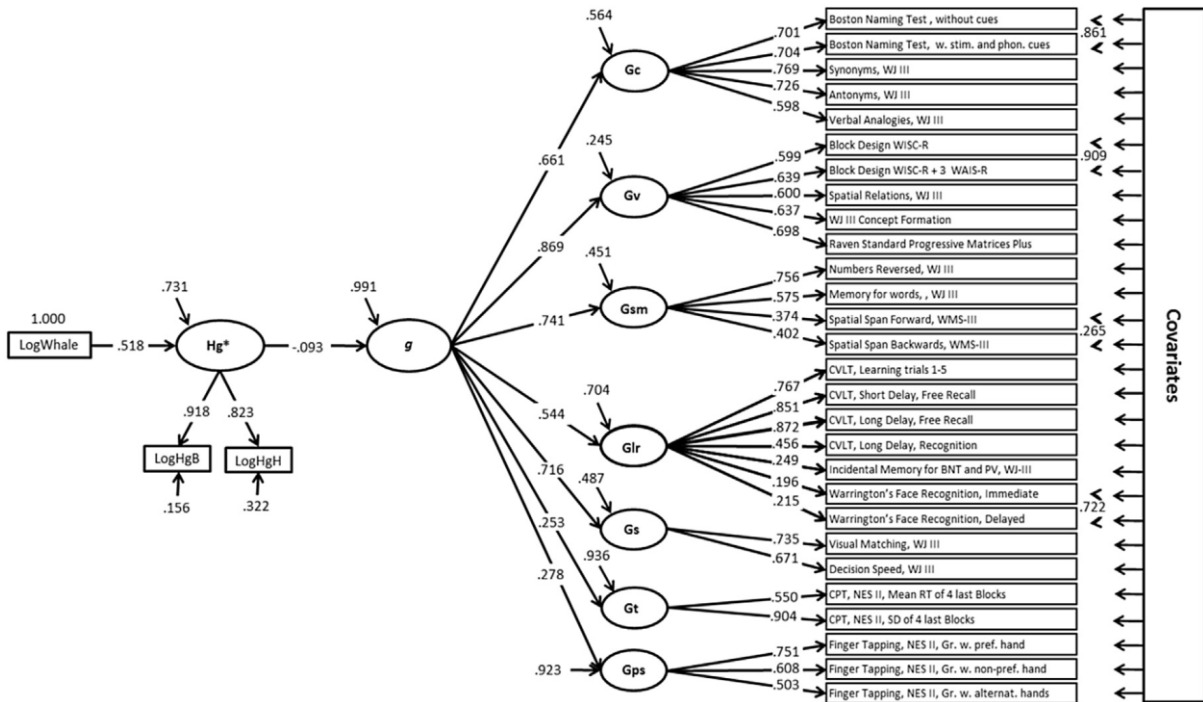 .564
.701
.704
.769
.726
.598
Gc
Boston Naming Test , without cues
.861
Boston Naming Test, w. stim. and phon. cues
Synonyms, WJ III
Antonyms, WJ III
Verbal Analogies, WJ III
.661
.245
.599
.639
.600
.637
.698
Gv
Block Design WISC-R
.909
Block Design WISC-R + 3 WAIS-R
Spatial Relations, WJ III
WJ III Concept Formation
Raven Standard Progressive Matrices Plus
.869
.451
.756
.575
.374
.402
Gsm
Numbers Reversed, WJ III
Memory for words, , WJ III
Spatial Span Forward, WMS-III
.265
Spatial Span Backwards, WMS-III
.741
1.000
LogWhale
.518
.731
Hg*
-.093
.991
g
.918
.823
LogHgB
LogHgH
.156
.322
.544
.704
.767
.851
.872
.456
.249
.196
.215
Glr
CVLT, Learning trials 1-5
CVLT, Short Delay, Free Recall
CVLT, Long Delay, Free Recall
CVLT, Long Delay, Recognition
Incidental Memory for BNT and PV, WJ-III
Warrington's Face Recognition, Immediate
.722
Warrington's Face Recognition, Delayed
.716
.487
Gs
.735
.671
Visual Matching, WJ III
Decision Speed, WJ III
.253
.936
Gt
.550
.904
CPT, NES II, Mean RT of 4 last Blocks
CPT, NES II, SD of 4 last Blocks
.278
.923
Gps
.751
.608
.503
Finger Tapping, NES II, Gr. w. pref. hand
Finger Tapping, NES II, Gr. w. non-pref. hand
Finger Tapping, NES II, Gr. w. alternat. hands
Covariates